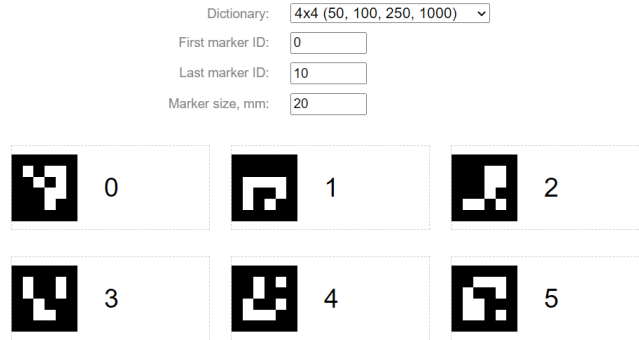 Dictionary: 4x4 (50, 100, 250, 1000)
First marker ID: 0
Last marker ID: 10
Marker size, mm: 20
0 1 2
3 4 5